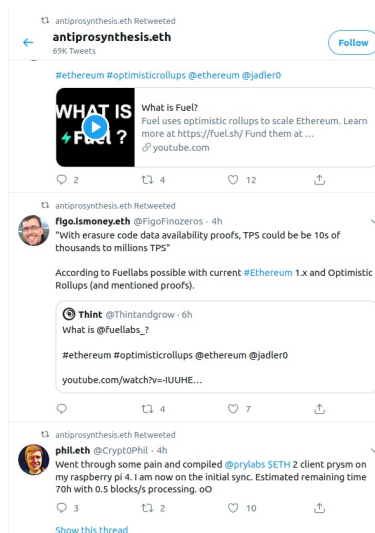 antiprosynthesis.eth Retweeted
antiprosynthesis.eth
69K Tweets
Follow
#ethereum #optimisticrollups @ethereum @jadler0
WHAT IS
FUEL ?
What is Fuel?
Fuel uses optimistic rollups to scale Ethereum. Learn
more at https://fuel.sh/ Fund them at …
youtube.com
2 4 12
antiprosynthesis.eth Retweeted
figo.ismoney.eth @FigoFinozeros · 4h
"With erasure code data availability proofs, TPS could be be 10s of
thousands to millions TPS"
According to Fuellabs possible with current #Ethereum 1.x and Optimistic
Rollups (and mentioned proofs).
Thint @Thintandgrow · 6h
What is @fuellabs_?
#ethereum #optimisticrollups @ethereum @jadler0
youtube.com/watch?v=-IUUHE…
4 7
antiprosynthesis.eth Retweeted
phil.eth @Crypt0Phil · 4h
Went through some pain and compiled @prylabs $ETH 2 client prysm on
my raspberry pi 4. I am now on the initial sync. Estimated remaining time
70h with 0.5 blocks/s processing. oO
3 2 10
Show this thread